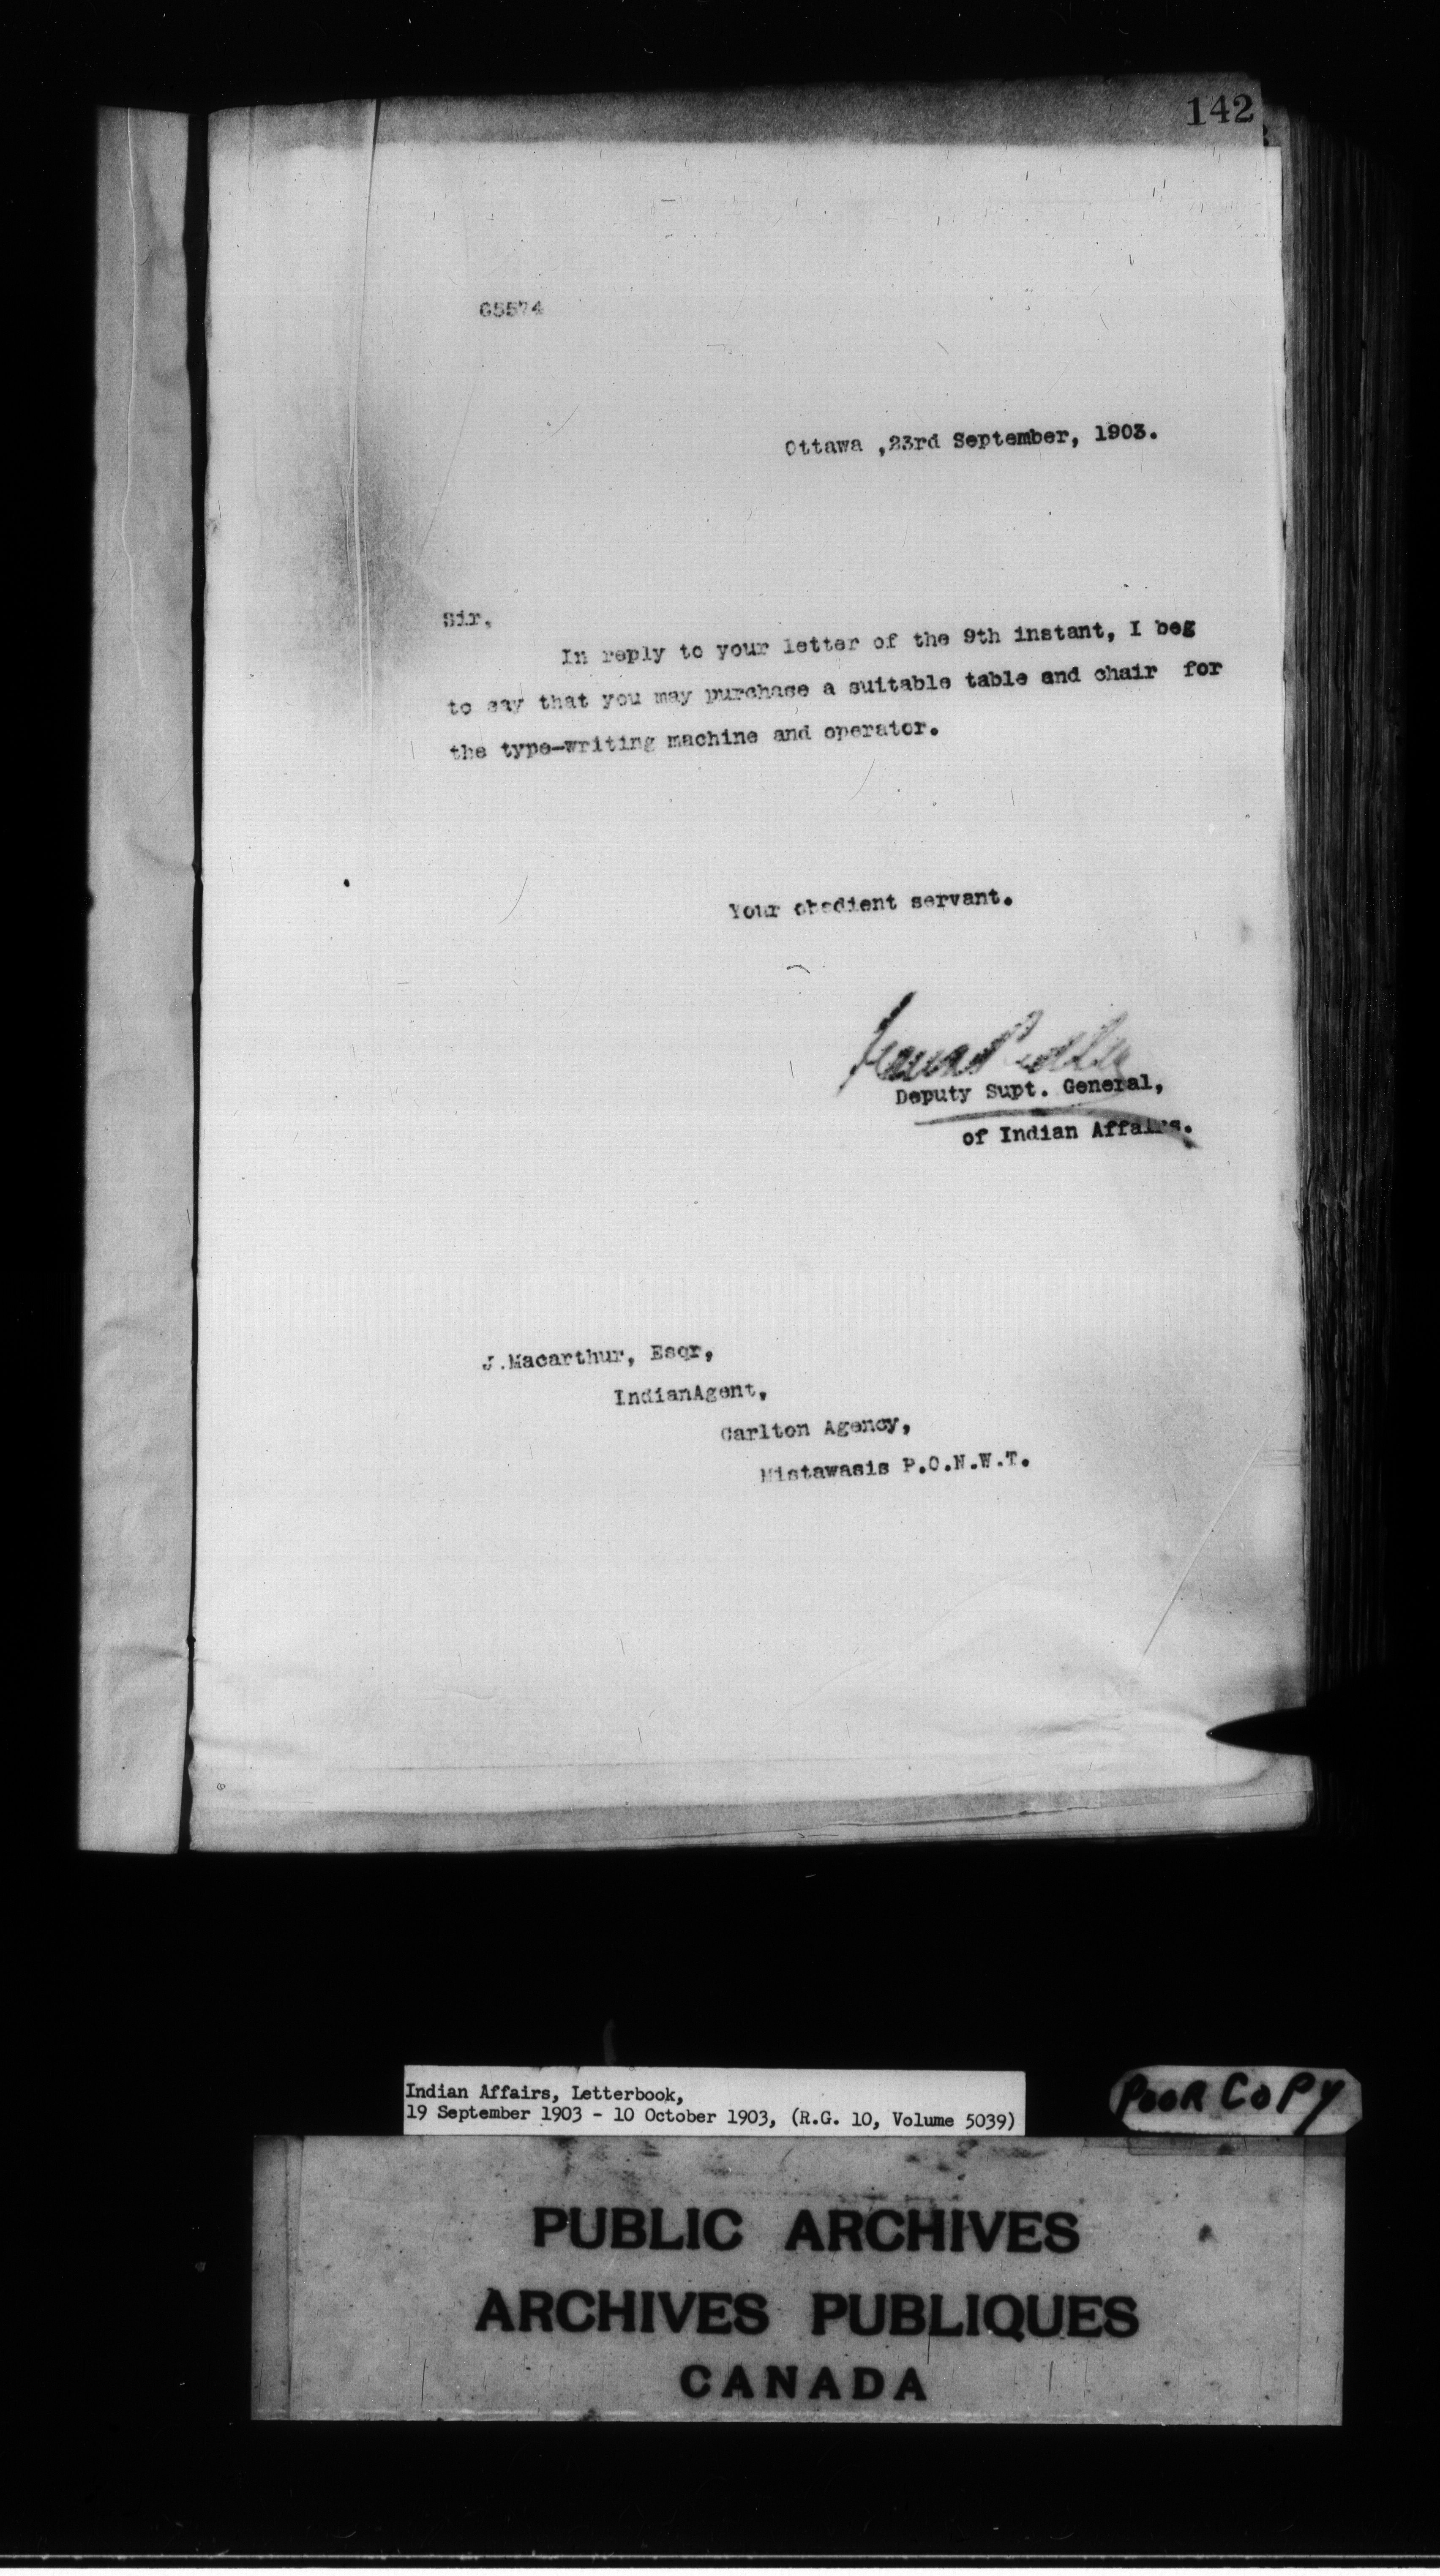 142
65574
Ottawa ,23rd September, 1903.
Sir,
In reply to your letter of the 9th instant, I beg
to say that you may purchase a suitable table and chair for
the type-writing machine and operator.
Your obedient servant.
Deputy Supt. General,
of Indian Affairs.
J.Macarthur, Esqr,
IndianAgent,
Carlton Agency,
Mistawasis P.O.N.W.T.
Indian Affairs, Letterbook,
19 September 1903 - 10 October 1903, (R.G. 10, Volume 5039)
POOR COPY
PUBLIC ARCHIVES
ARCHIVES PUBLIQUES
CANADA